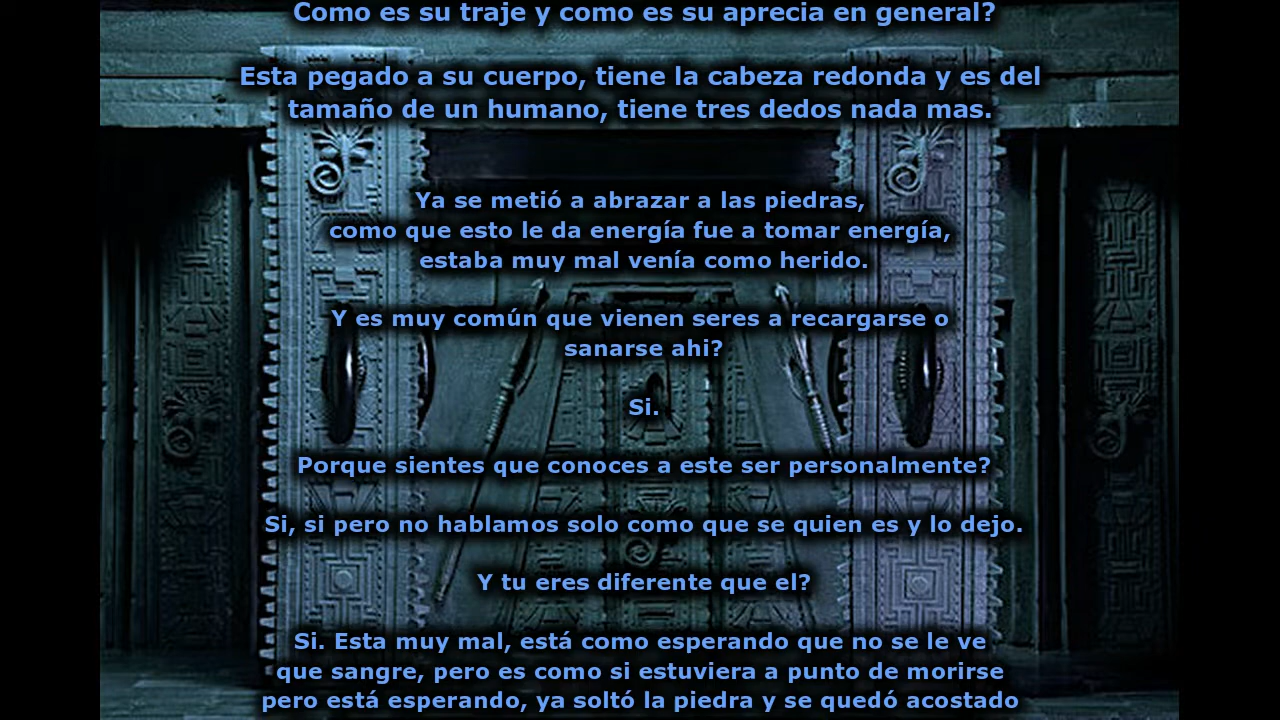 Como es su traje y como es su aprecia en general?
Esta pegado a su cuerpo, tiene la cabeza redonda y es del
tamaño de un humano, tiene tres dedos nada mas.
Ya se metió a abrazar a las piedras,
como que esto le da energía fue a tomar energía,
estaba muy mal venía como herido.
Y es muy común que vienen seres a recargarse o
sanarse ahi?
Si.
Porque sientes que conoces a este ser personalmente?
Si, si pero no hablamos solo como que se quien es y lo dejo.
Y tu eres diferente que el?
Si. Esta muy mal, está como esperando que no se le ve
que sangre, pero es como si estuviera a punto de morirse
pero está esperando, ya soltó la piedra y se quedó acostado